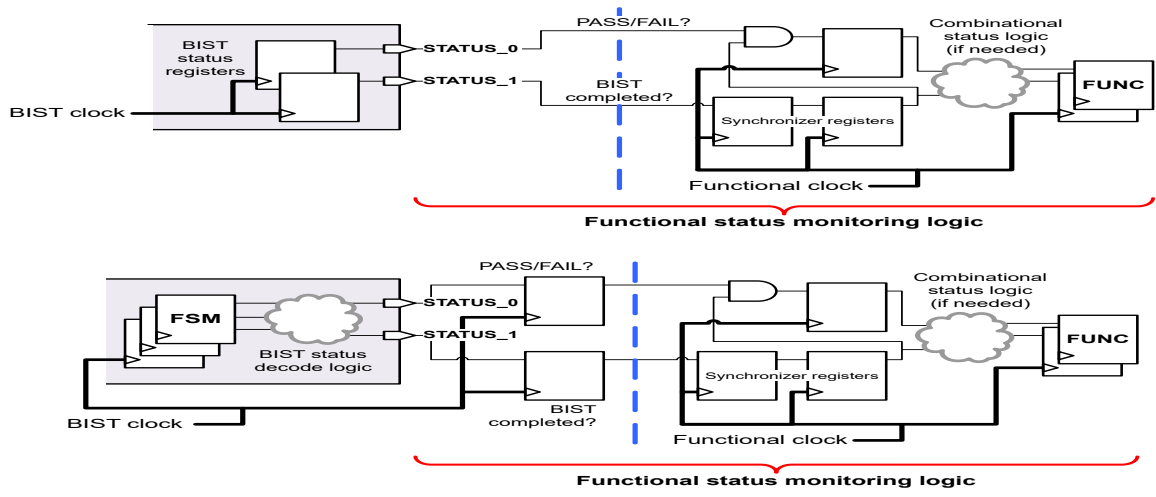 PASS/FAIL?
Combinational
status logic
(if needed)
BIST
status
registers
STATUS_0
STATUS_1
BIST
completed?
FUNC
BIST clock
Synchronizer registers
Functional clock
Functional status monitoring logic
PASS/FAIL?
Combinational
status logic
(if needed)
STATUS_0
FSM
STATUS_1
FUNC
BIST status
decode logic
Synchronizer registers
BIST
completed?
BIST clock
Functional clock
Functional status monitoring logic